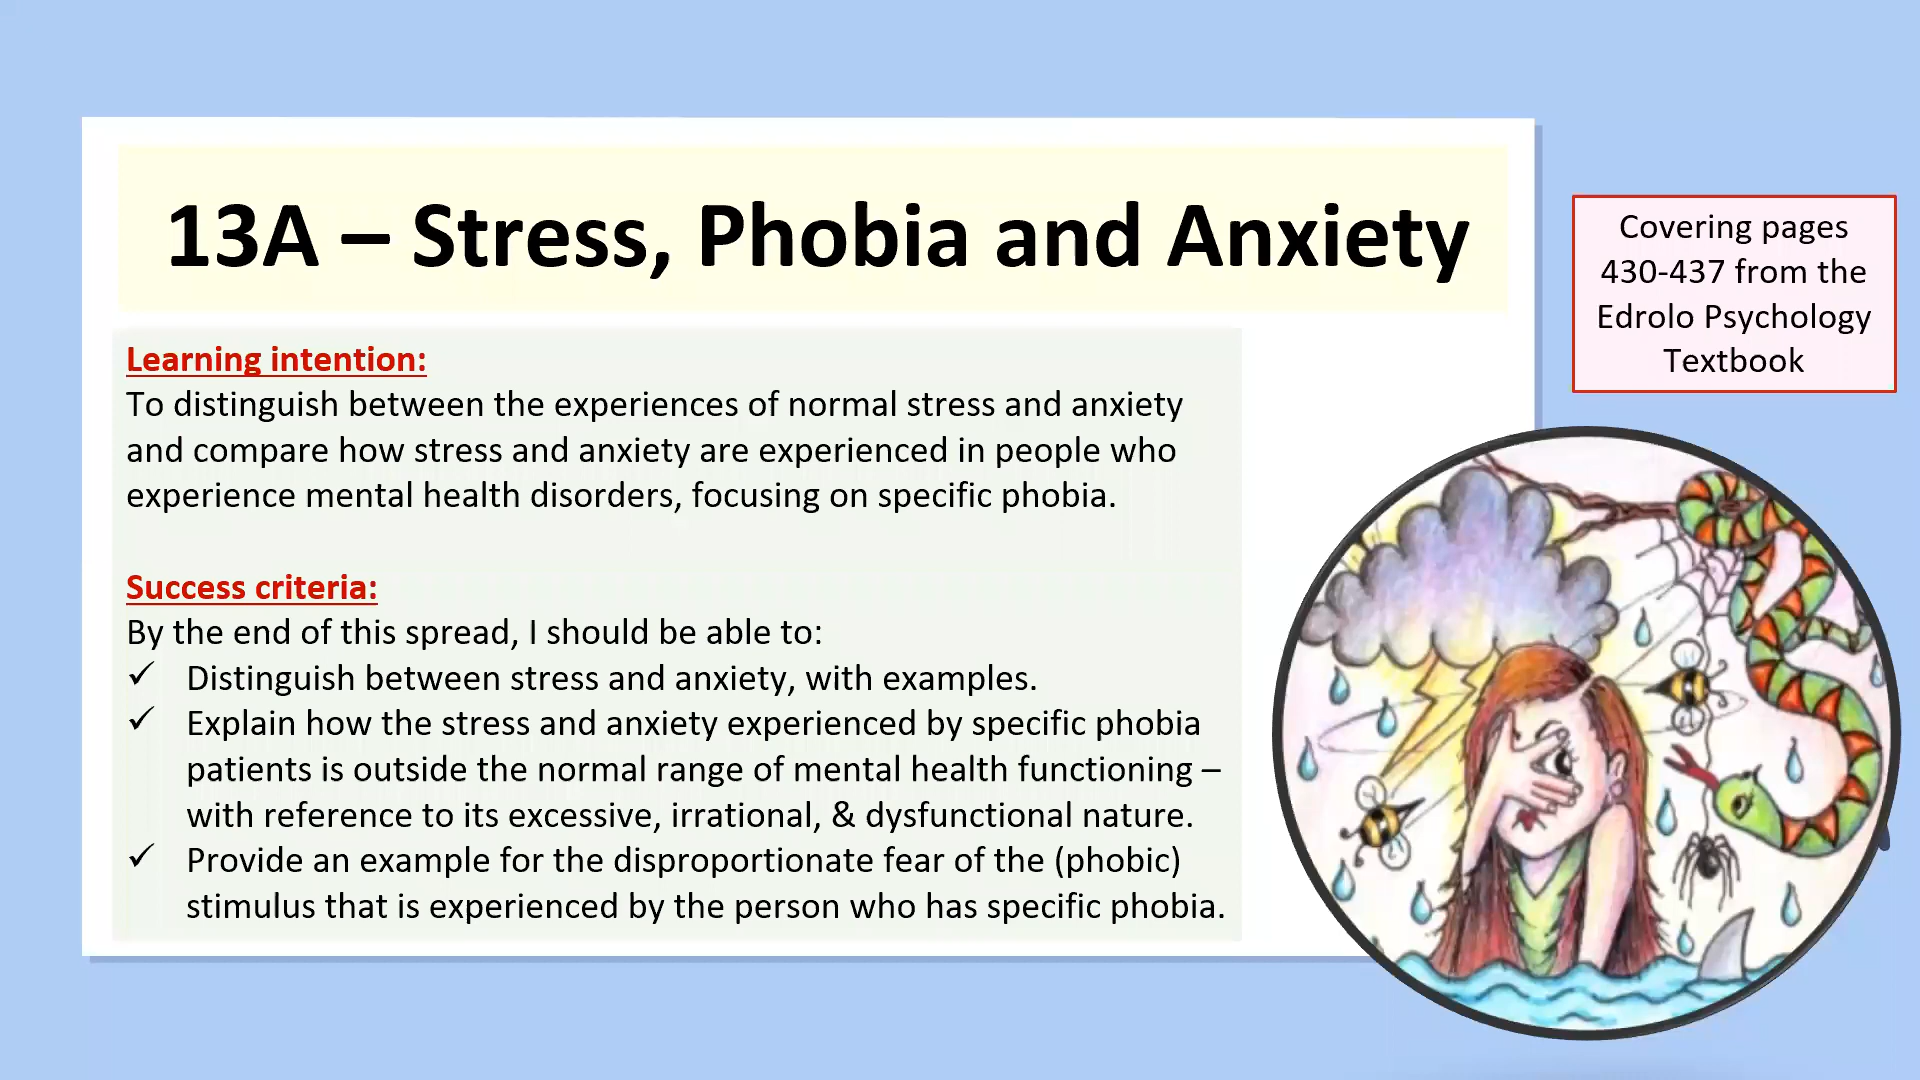 13A – Stress, Phobia and Anxiety
Covering pages
430-437 from the
Edrolo Psychology
Textbook
Learning intention:
To distinguish between the experiences of normal stress and anxiety
and compare how stress and anxiety are experienced in people who
experience mental health disorders, focusing on specific phobia.
Success criteria:
By the end of this spread, I should be able to:
✓ Distinguish between stress and anxiety, with examples.
✓ Explain how the stress and anxiety experienced by specific phobia
patients is outside the normal range of mental health functioning –
with reference to its excessive, irrational, & dysfunctional nature.
✓ Provide an example for the disproportionate fear of the (phobic)
stimulus that is experienced by the person who has specific phobia.